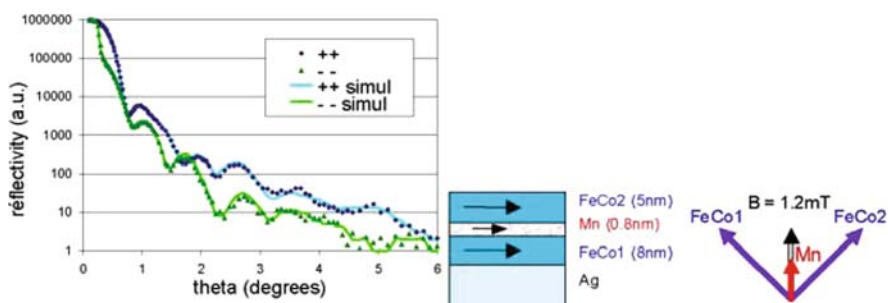 réflectivity (a.u.)
1000000
100000
10000
1000
100
10
1
++
- -
++ simul
- - simul
0 1 2 3 4 5 6
theta (degrees)
FeCo2 (5nm)
Mn (0.8nm)
FeCo1 (8nm)
Ag
B = 1.2mT
FeCo1
FeCo2
Mn